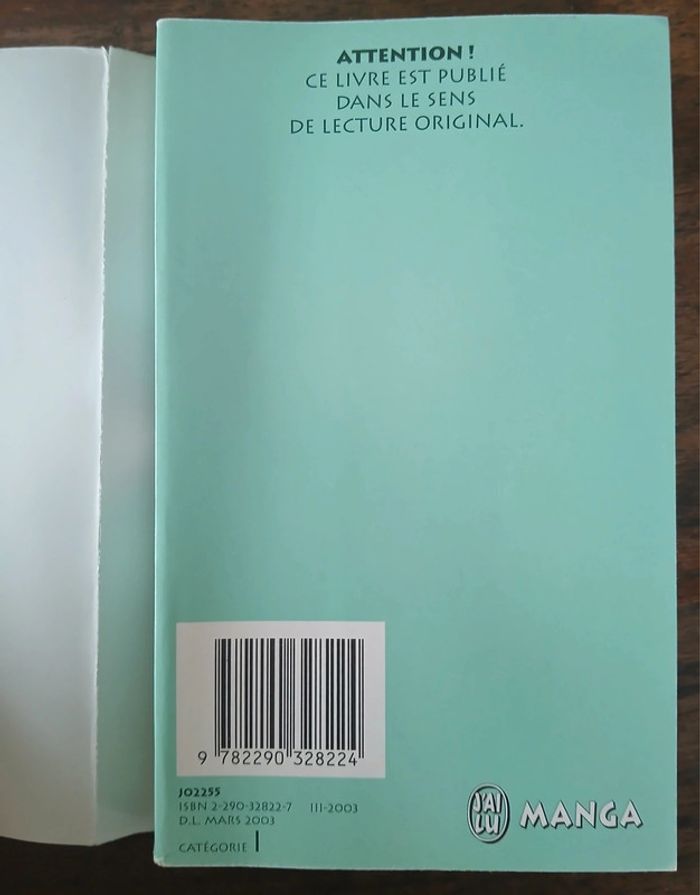 ATTENTION !
CE LIVRE EST PUBLIÉ
DANS LE SENS
DE LECTURE ORIGINAL.
9 782290 328224
JO2255
ISBN 2-290-32822-7 III-2003
D.L. MARS 2003
CATÉGORIE I
J'AI
LU
MANGA